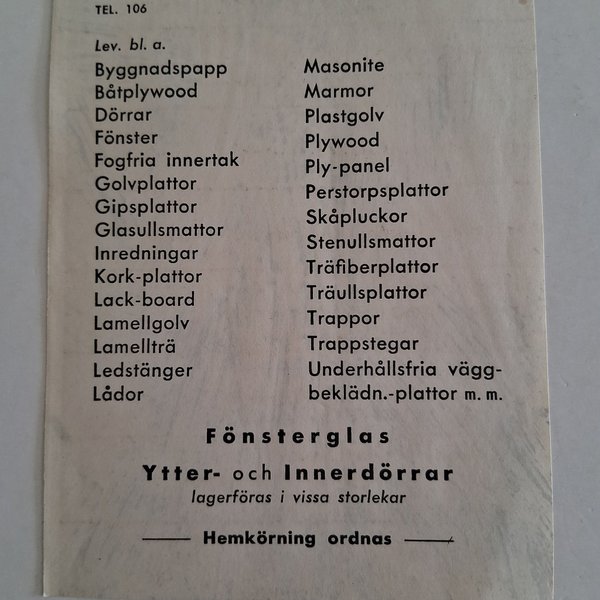 TEL. 106
Lev. bl. a.
Byggnadspapp
Båtplywood
Dörrar
Fönster
Fogfria innertak
Golvplattor
Gipsplattor
Glasullsmattor
Inredningar
Kork-plattor
Lack-board
Lamellgolv
Lamellträ
Ledstänger
Lådor
Masonite
Marmor
Plastgolv
Plywood
Ply-panel
Perstorpsplattor
Skåpluckor
Stenullsmattor
Träfiberplattor
Träullsplattor
Trappor
Trappstegar
Underhållsfria vägg-
beklädn.-plattor m. m.
Fönsterglas
Ytter- och Innerdörrar
lagerföras i vissa storlekar
Hemkörning ordnas